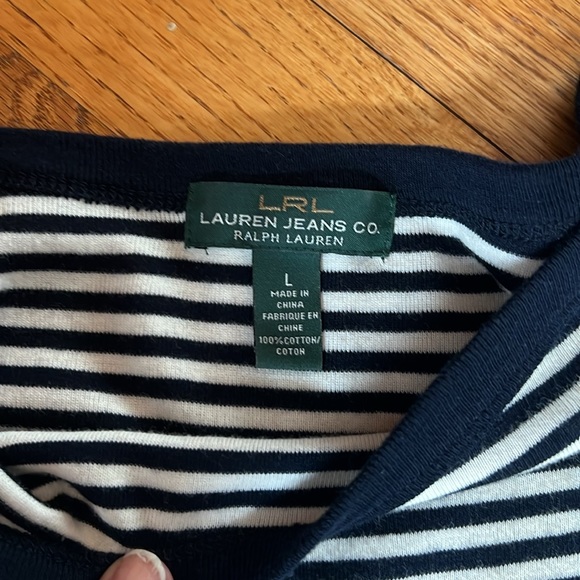 LRL
LAUREN JEANS CO.
RALPH LAUREN
L
MADE IN
CHINA
FABRIQUE EN
CHINE
100%COTTON/
COTON